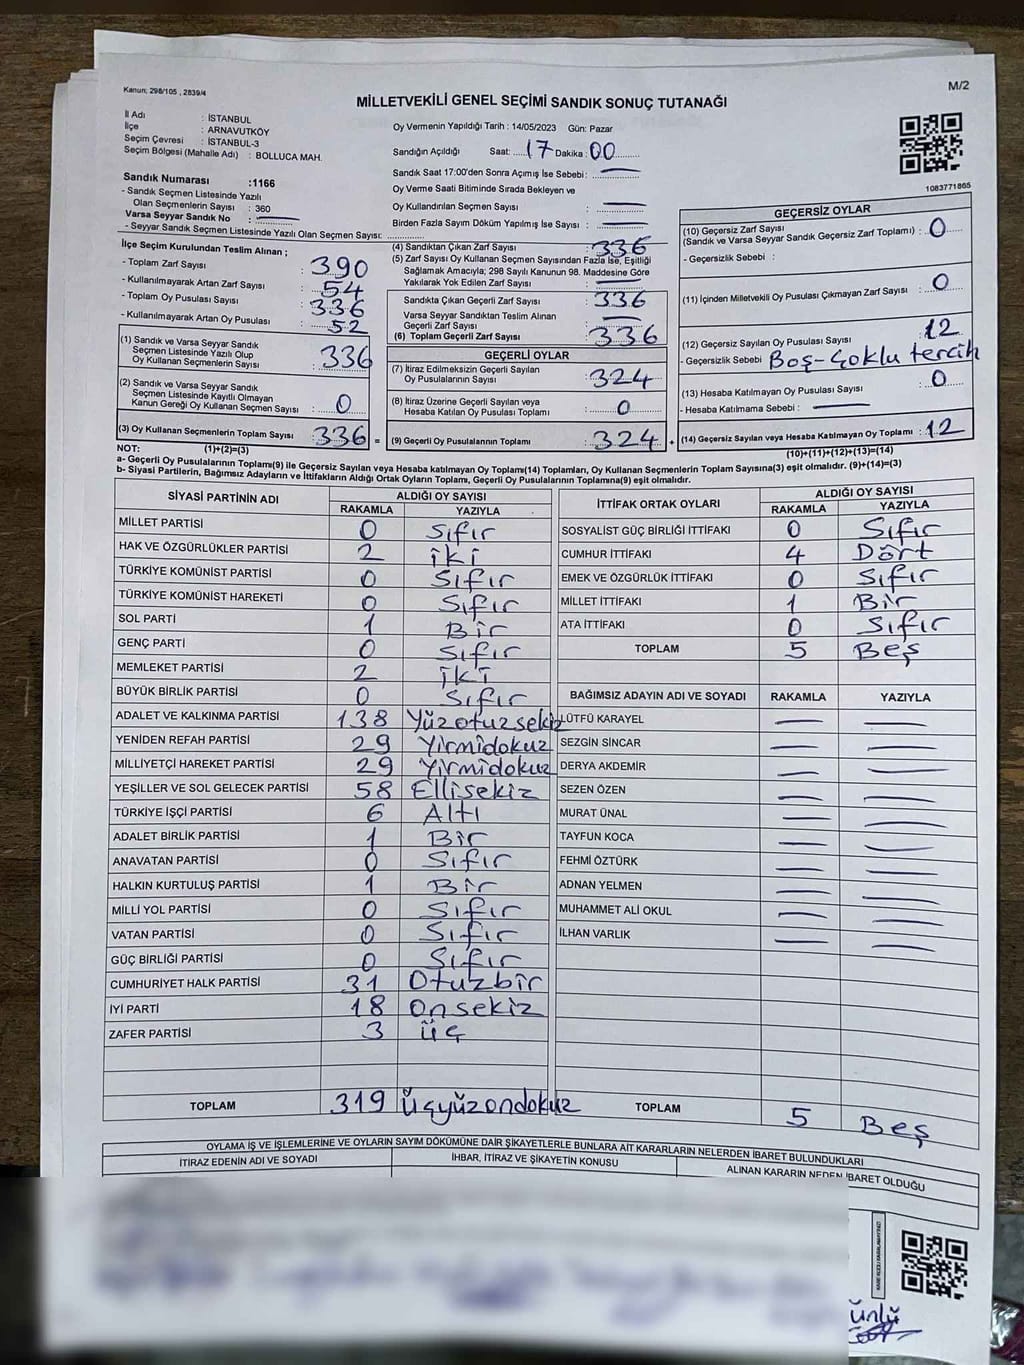 Kanun; 298/105 , 2839/4
M/2
MİLLETVEKİLİ GENEL SEÇİMİ SANDIK SONUÇ TUTANAĞI
İl Adı : İSTANBUL
İlçe : ARNAVUTKÖY
Seçim Çevresi : İSTANBUL-3
Seçim Bölgesi (Mahalle Adı) : BOLLUCA MAH.
Sandık Numarası :1166
- Sandık Seçmen Listesinde Yazılı
Olan Seçmenlerin Sayısı : 360
Varsa Seyyar Sandık No :
- Seyyar Sandık Seçmen Listesinde Yazılı Olan Seçmen Sayısı:
Oy Vermenin Yapıldığı Tarih : 14/05/2023 Gün: Pazar
Sandığın Açıldığı Saat: 17 Dakika : 00
Sandık Saat 17:00'den Sonra Açımış İse Sebebi :
Oy Verme Saati Bitiminde Sırada Bekleyen ve
Oy Kullandırılan Seçmen Sayısı :
Birden Fazla Sayım Döküm Yapılmış İse Sayısı :
1083771865
İlçe Seçim Kurulundan Teslim Alınan ;
- Toplam Zarf Sayısı : 390
- Kullanılmayarak Artan Zarf Sayısı : 54
- Toplam Oy Pusulası Sayısı : 336
- Kullanılmayarak Artan Oy Pusulası : 52
(1) Sandık ve Varsa Seyyar Sandık
Seçmen Listesinde Yazılı Olup
Oy Kullanan Seçmenlerin Sayısı : 336
(2) Sandık ve Varsa Seyyar Sandık
Seçmen Listesinde Kayıtlı Olmayan
Kanun Gereği Oy Kullanan Seçmen Sayısı : 0
(3) Oy Kullanan Seçmenlerin Toplam Sayısı : 336 =
(1)+(2)=(3)
(4) Sandıktan Çıkan Zarf Sayısı : 336
(5) Zarf Sayısı Oy Kullanan Seçmen Sayısından Fazla İse, Eşitliği
Sağlamak Amacıyla; 298 Sayılı Kanunun 98. Maddesine Göre
Yakılarak Yok Edilen Zarf Sayısı :
Sandıkta Çıkan Geçerli Zarf Sayısı : 336
Varsa Seyyar Sandıktan Teslim Alınan
Geçerli Zarf Sayısı :
(6) Toplam Geçerli Zarf Sayısı : 336
GEÇERLİ OYLAR
(7) İtiraz Edilmeksizin Geçerli Sayılan
Oy Pusulalarının Sayısı : 324
(8) İtiraz Üzerine Geçerli Sayılan veya
Hesaba Katılan Oy Pusulası Toplamı : 0
(9) Geçerli Oy Pusulalarının Toplamı : 324 +
GEÇERSİZ OYLAR
(10) Geçersiz Zarf Sayısı
(Sandık ve Varsa Seyyar Sandık Geçersiz Zarf Toplamı) : 0
- Geçersizlik Sebebi :
(11) İçinden Milletvekili Oy Pusulası Çıkmayan Zarf Sayısı : 0
(12) Geçersiz Sayılan Oy Pusulası Sayısı : 12
- Geçersizlik Sebebi Boş-Çoklu tercih
(13) Hesaba Katılmayan Oy Pusulası Sayısı : 0
- Hesaba Katılmama Sebebi :
(14) Geçersiz Sayılan veya Hesaba Katılmayan Oy Toplamı : 12
(10)+(11)+(12)+(13)=(14)
NOT:
a- Geçerli Oy Pusulalarının Toplamı(9) ile Geçersiz Sayılan veya Hesaba katılmayan Oy Toplamı(14) Toplamları, Oy Kullanan Seçmenlerin Toplam Sayısına(3) eşit olmalıdır. (9)+(14)=(3)
b- Siyasi Partilerin, Bağımsız Adayların ve İttifakların Aldığı Ortak Oyların Toplamı, Geçerli Oy Pusulalarının Toplamına(9) eşit olmalıdır.
SİYASİ PARTİNİN ADI ALDIĞI OY SAYISI
RAKAMLA YAZIYLA
MİLLET PARTİSİ 0 Sıfır
HAK VE ÖZGÜRLÜKLER PARTİSİ 2 iki
TÜRKİYE KOMÜNİST PARTİSİ 0 Sıfır
TÜRKİYE KOMÜNİST HAREKETİ 0 Sıfır
SOL PARTİ 1 Bir
GENÇ PARTİ 0 Sıfır
MEMLEKET PARTİSİ 2 iki
BÜYÜK BİRLİK PARTİSİ 0 Sıfır
ADALET VE KALKINMA PARTİSİ 138 Yüzotuzsekiz
YENİDEN REFAH PARTİSİ 29 Yirmidokuz
MİLLİYETÇİ HAREKET PARTİSİ 29 Yirmidokuz
YEŞİLLER VE SOL GELECEK PARTİSİ 58 Ellisekiz
TÜRKİYE İŞÇİ PARTİSİ 6 Altı
ADALET BİRLİK PARTİSİ 1 Bir
ANAVATAN PARTİSİ 0 Sıfır
HALKIN KURTULUŞ PARTİSİ 1 Bir
MİLLİ YOL PARTİSİ 0 Sıfır
VATAN PARTİSİ 0 Sıfır
GÜÇ BİRLİĞİ PARTİSİ 0 Sıfır
CUMHURİYET HALK PARTİSİ 31 Otuzbir
İYİ PARTİ 18 Onsekiz
ZAFER PARTİSİ 3 üç
TOPLAM 319 Üçyüzondokuz
İTTİFAK ORTAK OYLARI ALDIĞI OY SAYISI
RAKAMLA YAZIYLA
SOSYALİST GÜÇ BİRLİĞİ İTTİFAKI 0 Sıfır
CUMHUR İTTİFAKI 4 Dört
EMEK VE ÖZGÜRLÜK İTTİFAKI 0 Sıfır
MİLLET İTTİFAKI 1 Bir
ATA İTTİFAKI 0 Sıfır
TOPLAM 5 Beş
BAĞIMSIZ ADAYIN ADI VE SOYADI RAKAMLA YAZIYLA
LÜTFÜ KARAYEL
SEZGİN SİNCAR
DERYA AKDEMİR
SEZEN ÖZEN
MURAT ÜNAL
TAYFUN KOCA
FEHMİ ÖZTÜRK
ADNAN YELMEN
MUHAMMET ALİ OKUL
İLHAN VARLIK
TOPLAM 5 Beş
OYLAMA İŞ VE İŞLEMLERİNE VE OYLARIN SAYIM DÖKÜMÜNE DAİR ŞİKAYETLERLE BUNLARA AİT KARARLARIN NELERDEN İBARET BULUNDUKLARI
İTİRAZ EDENİN ADI VE SOYADI İHBAR, İTİRAZ VE ŞİKAYETİN KONUSU ALINAN KARARIN NEDEN İBARET OLDUĞU
ünlü